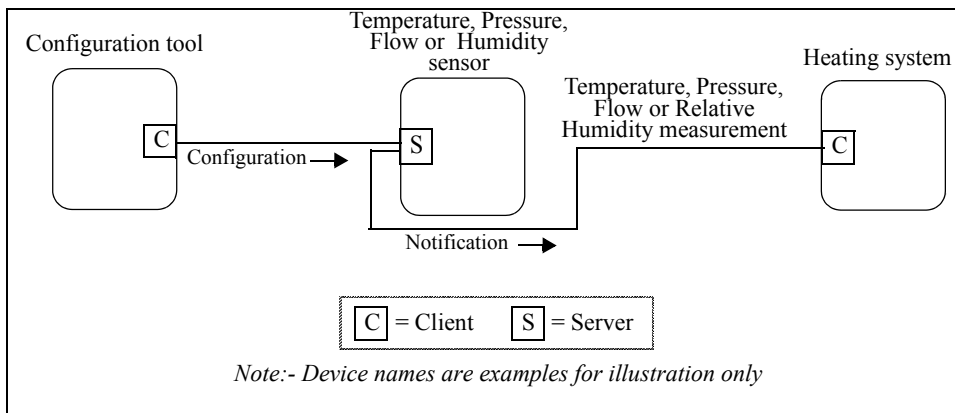 Configuration tool
Temperature, Pressure,
Flow or Humidity
sensor
Heating system
Temperature, Pressure,
Flow or Relative
Humidity measurement
C
S
C
Configuration
Notification
C = Client S = Server
Note:- Device names are examples for illustration only